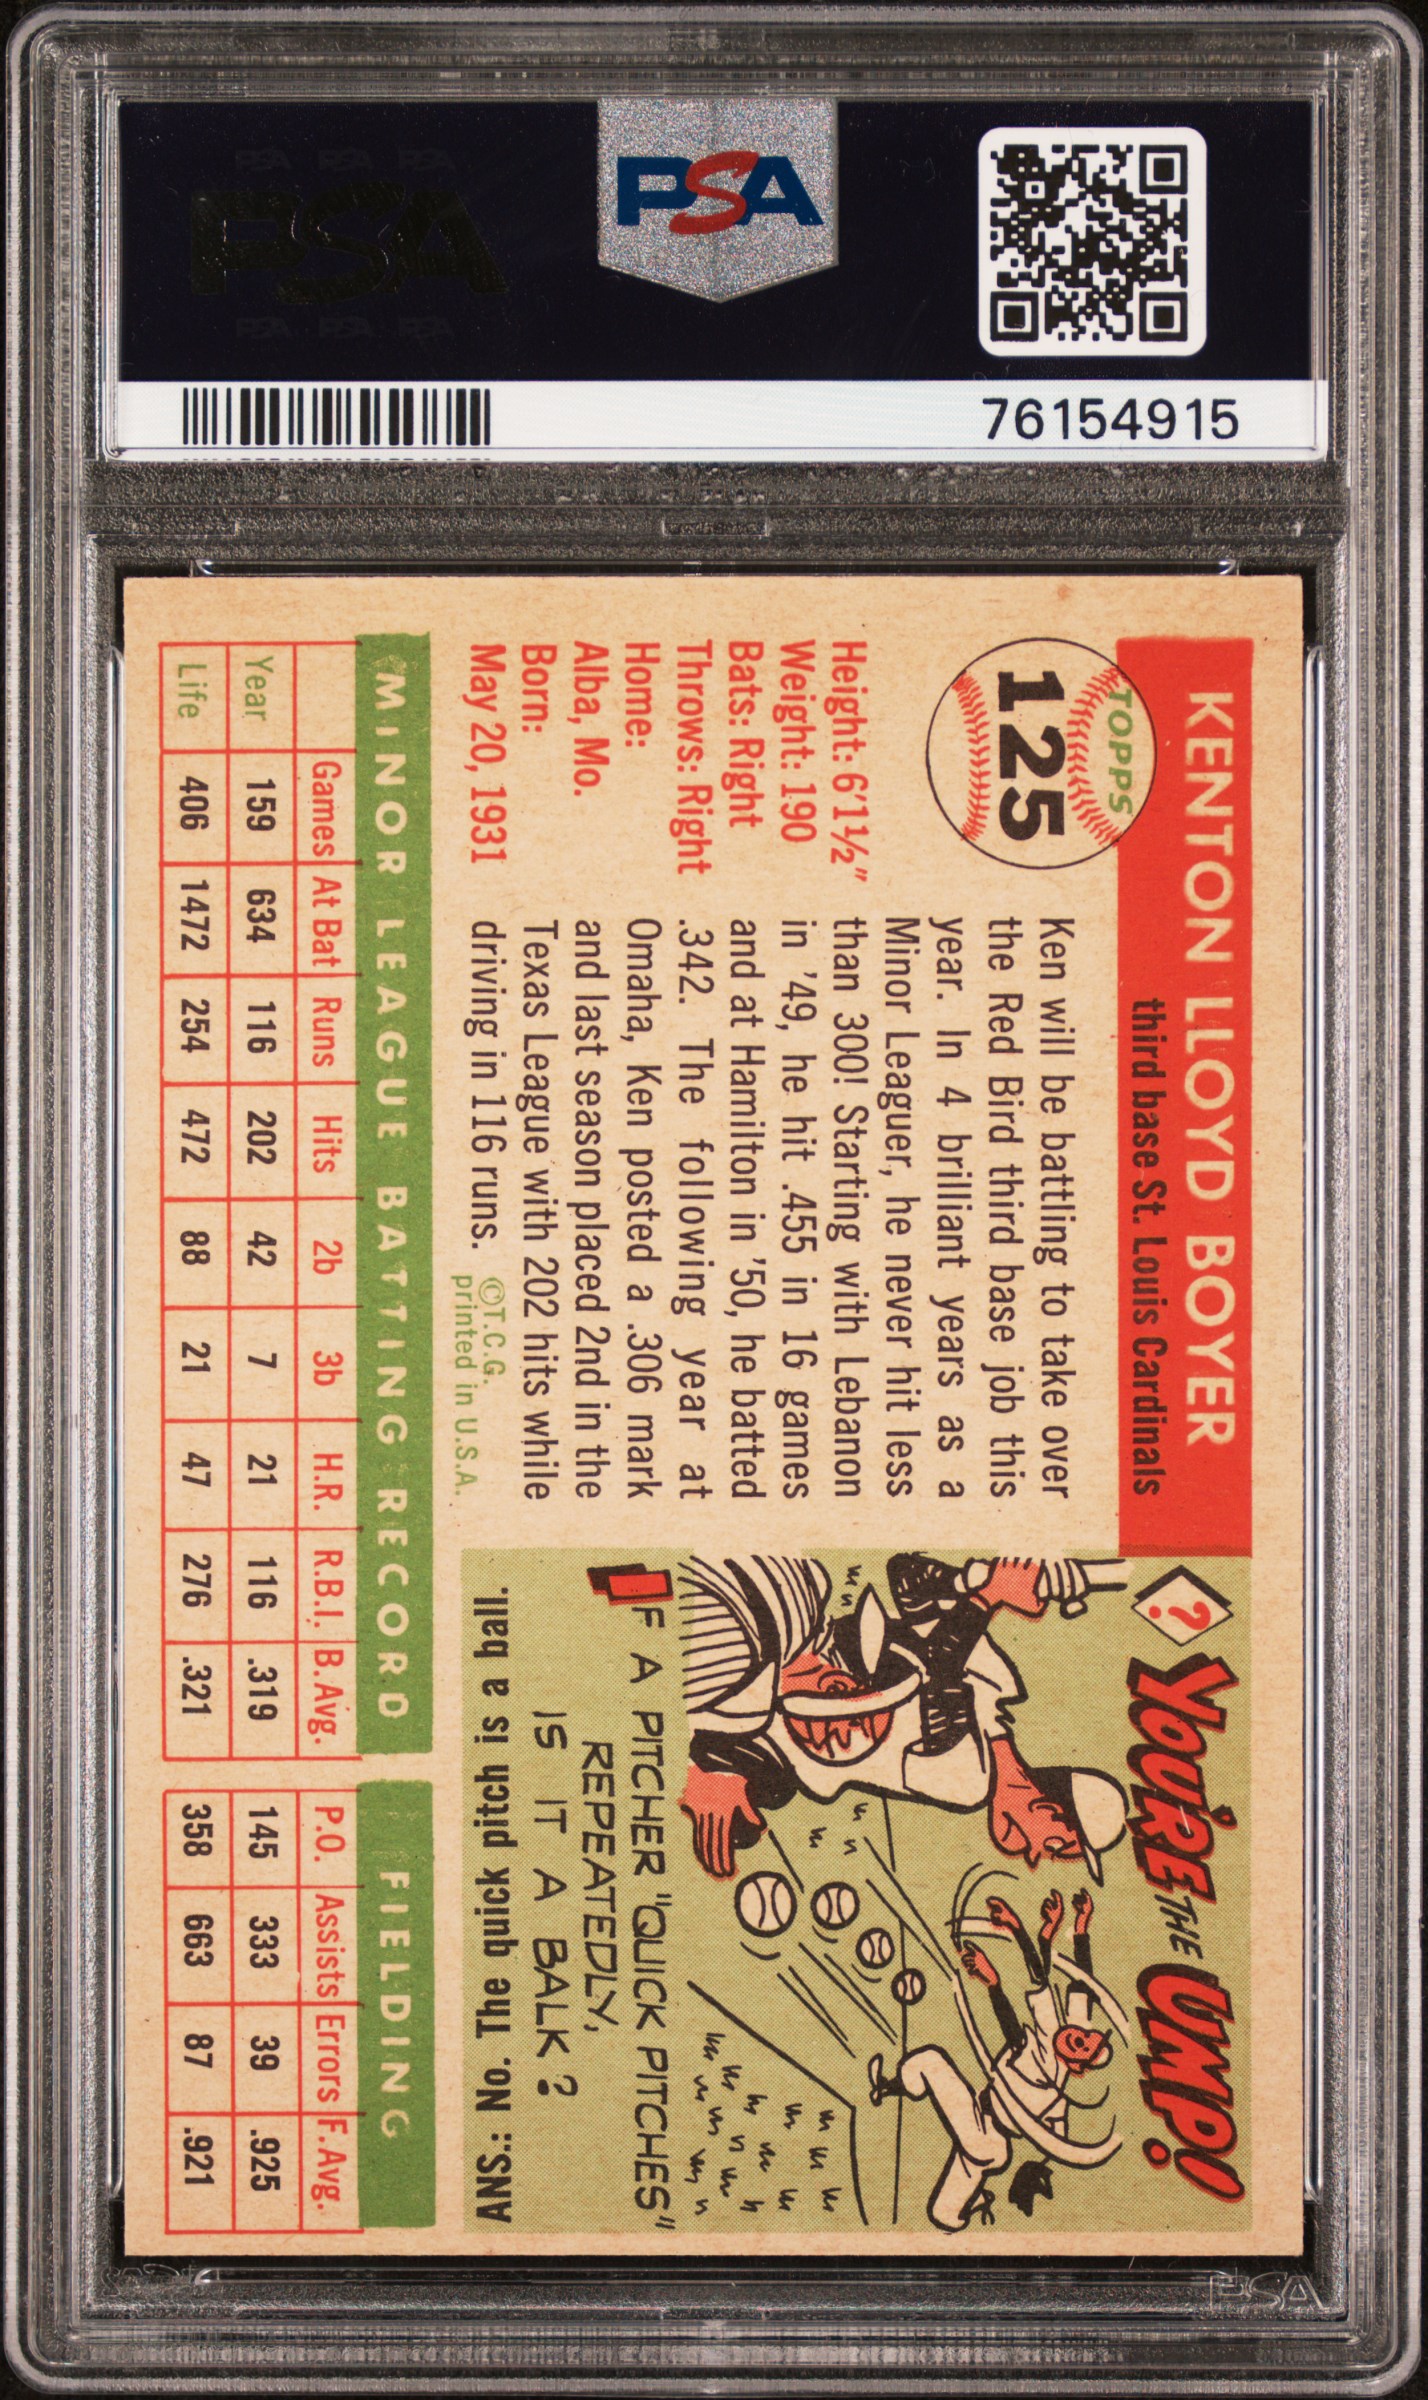 PSA PSA PSA
PSA
PSA PSA PSA
PSA
76154915
KENTON LLOYD BOYER
third base St. Louis Cardinals
TOPPS
125
Height: 6'1½"
Weight: 190
Bats: Right
Throws: Right
Home:
Alba, Mo.
Born:
May 20, 1931
Ken will be battling to take over
the Red Bird third base job this
year. In 4 brilliant years as a
Minor Leaguer, he never hit less
than 300! Starting with Lebanon
in '49, he hit .455 in 16 games
and at Hamilton in '50, he batted
.342. The following year at
Omaha, Ken posted a .306 mark
and last season placed 2nd in the
Texas League with 202 hits while
driving in 116 runs.
©T.C.G.
printed in U.S.A.
?
YOU'RE THE UMP!
IF A PITCHER "QUICK PITCHES"
REPEATEDLY,
IS IT A BALK?
ANS.: No. The quick pitch is a ball.
MINOR LEAGUE BATTING RECORD FIELDING
Games At Bat Runs Hits 2b 3b H.R. R.B.I. B. Avg. P.O. Assists Errors F. Avg.
Year 159 634 116 202 42 7 21 116 .319 145 333 39 .925
Life 406 1472 254 472 88 21 47 276 .321 358 663 87 .921
PSA